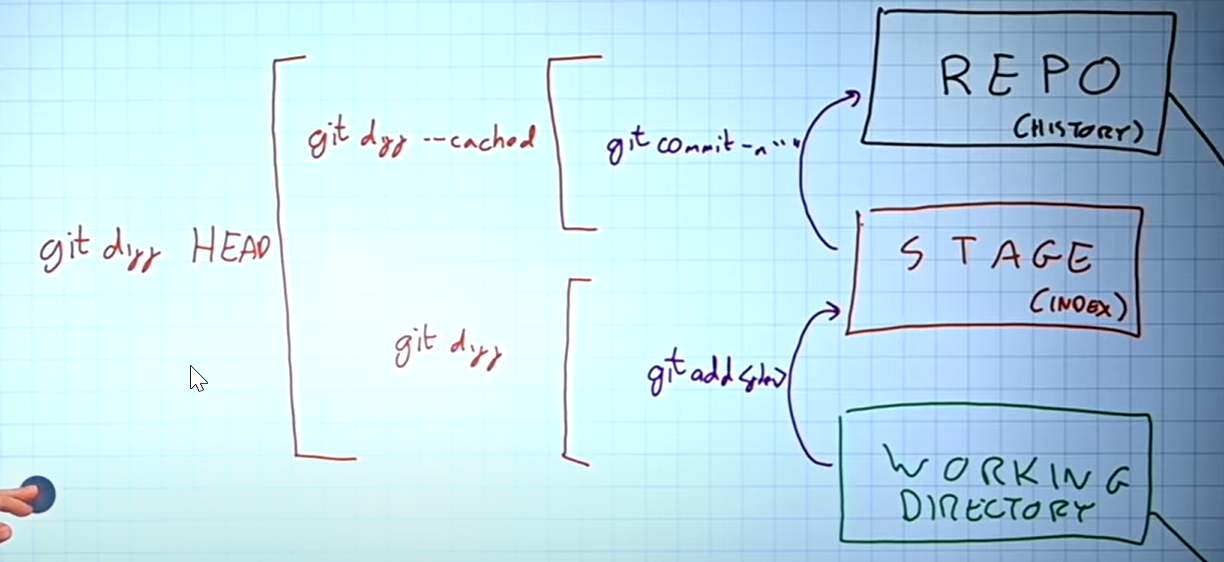 REPO
(HISTORY)
git diff --cached
git commit -m ""
git diff HEAD
STAGE
(INDEX)
git diff
git add <file>
WORKING
DIRECTORY